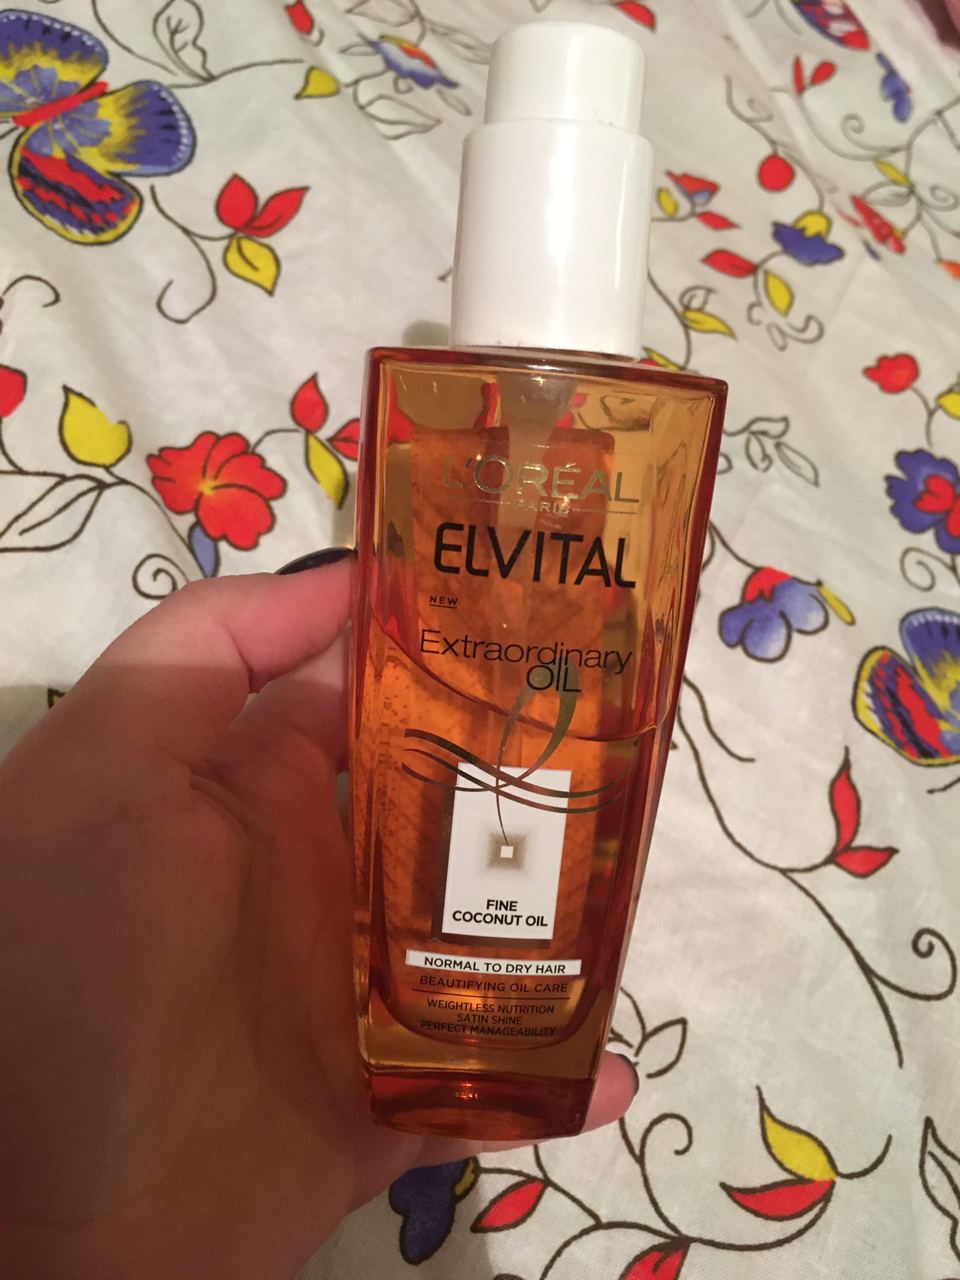 L'ORÉAL
PARIS
ELVITAL
NEW
Extraordinary
OIL
FINE
COCONUT OIL
NORMAL TO DRY HAIR
BEAUTIFYING OIL CARE
WEIGHTLESS NUTRITION
SATIN SHINE
PERFECT MANAGEABILITY